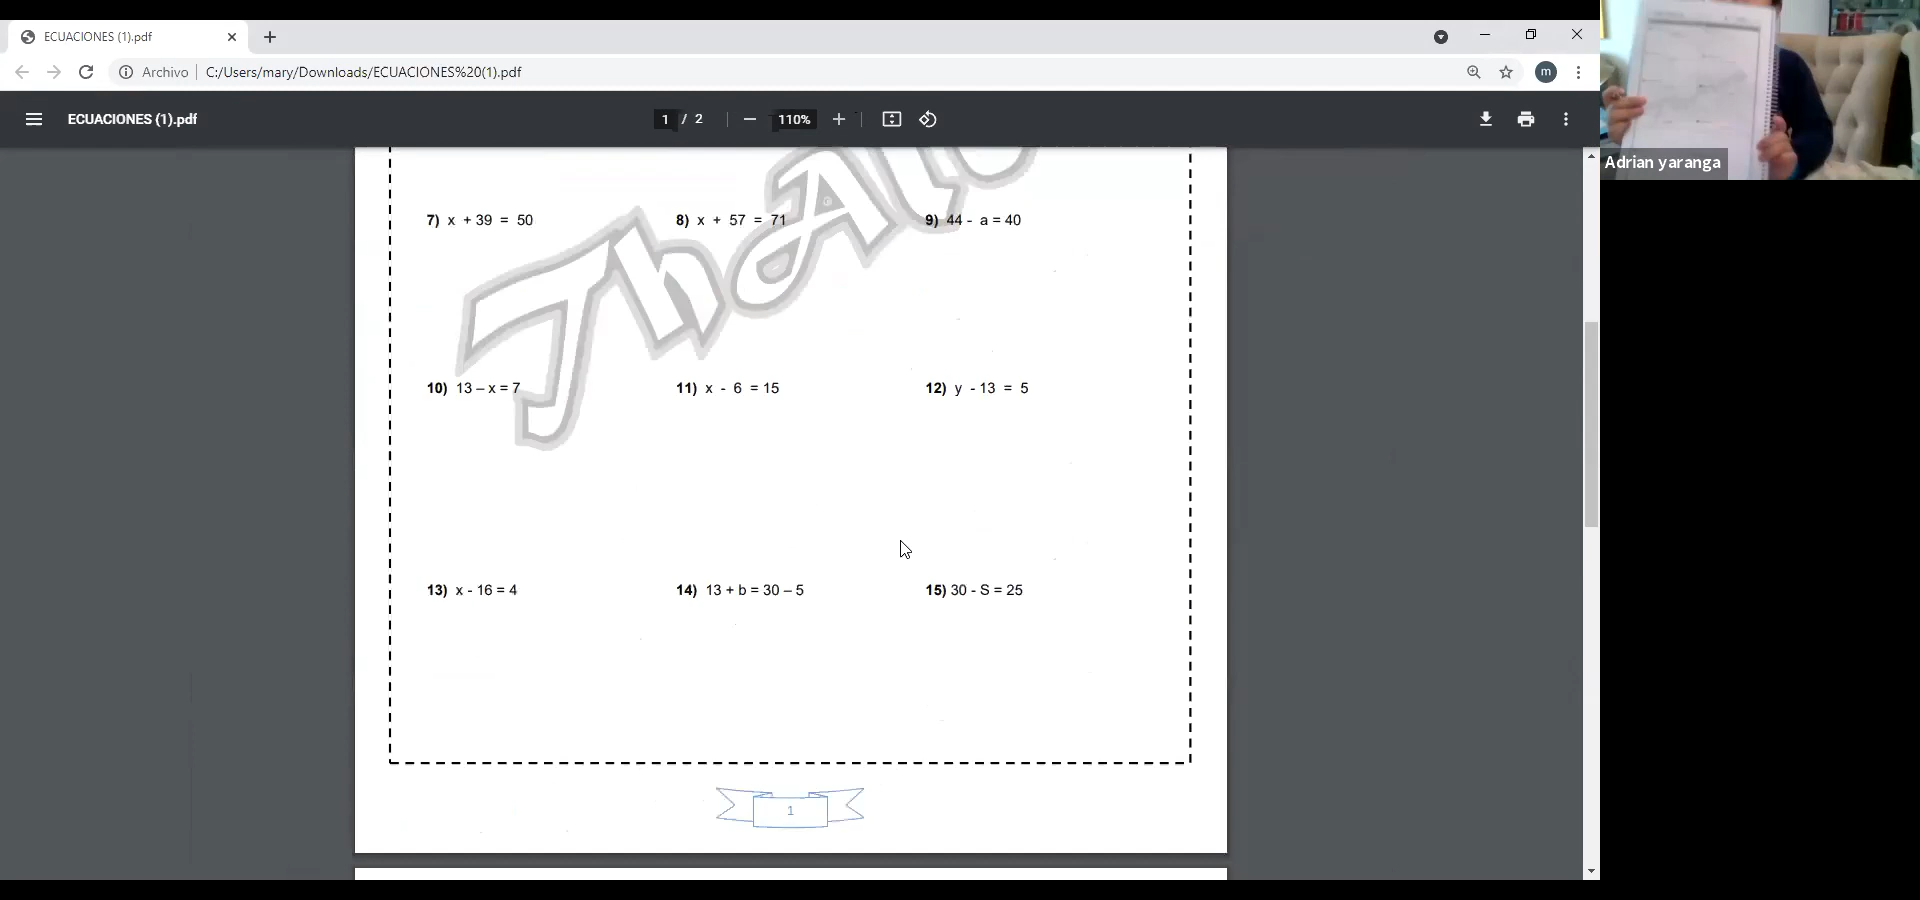 ECUACIONES (1).pdf
Archivo C:/Users/mary/Downloads/ECUACIONES%20(1).pdf
m
ECUACIONES (1).pdf
1 / 2
110%
7) x + 39 = 50
8) x + 57 = 71
9) 44 - a = 40
10) 13 – x = 7
11) x - 6 = 15
12) y - 13 = 5
13) x - 16 = 4
14) 13 + b = 30 – 5
15) 30 - S = 25
1
Adrian yaranga